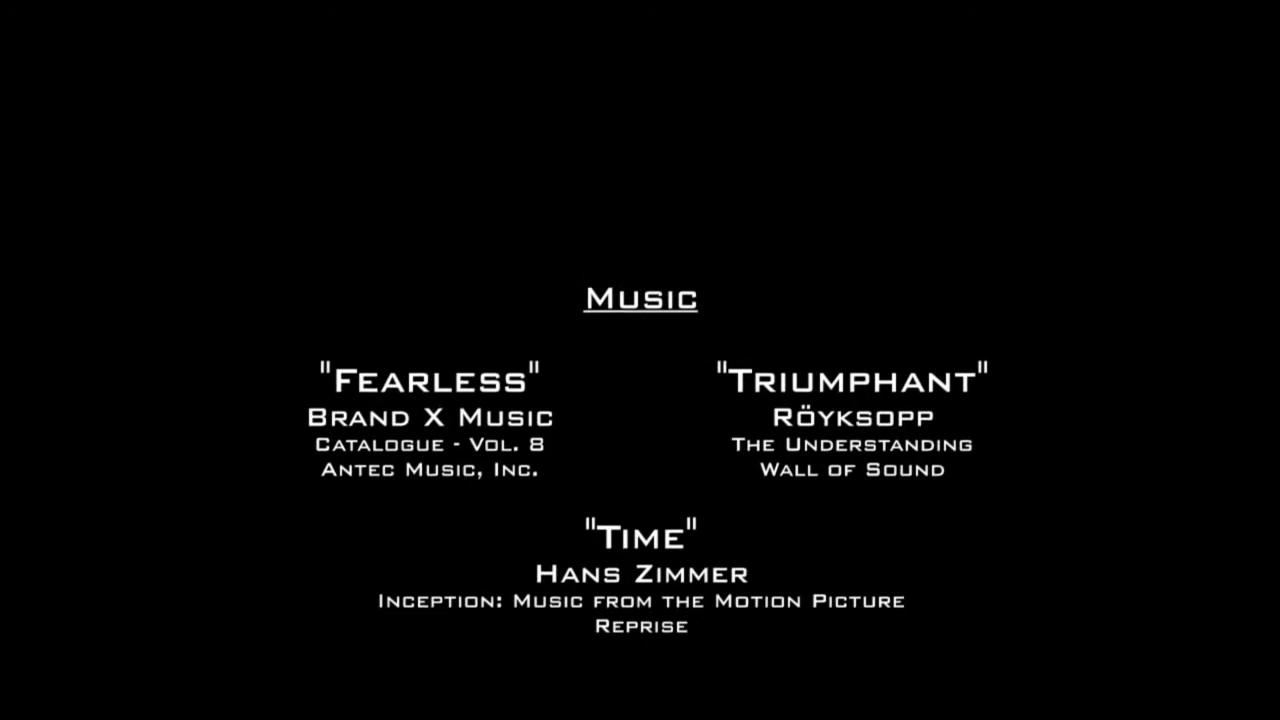 Music
"Fearless"
Brand X Music
Catalogue - Vol. 8
Antec Music, Inc.
"Triumphant"
Röyksopp
The Understanding
Wall of Sound
"Time"
Hans Zimmer
Inception: Music from the Motion Picture
Reprise